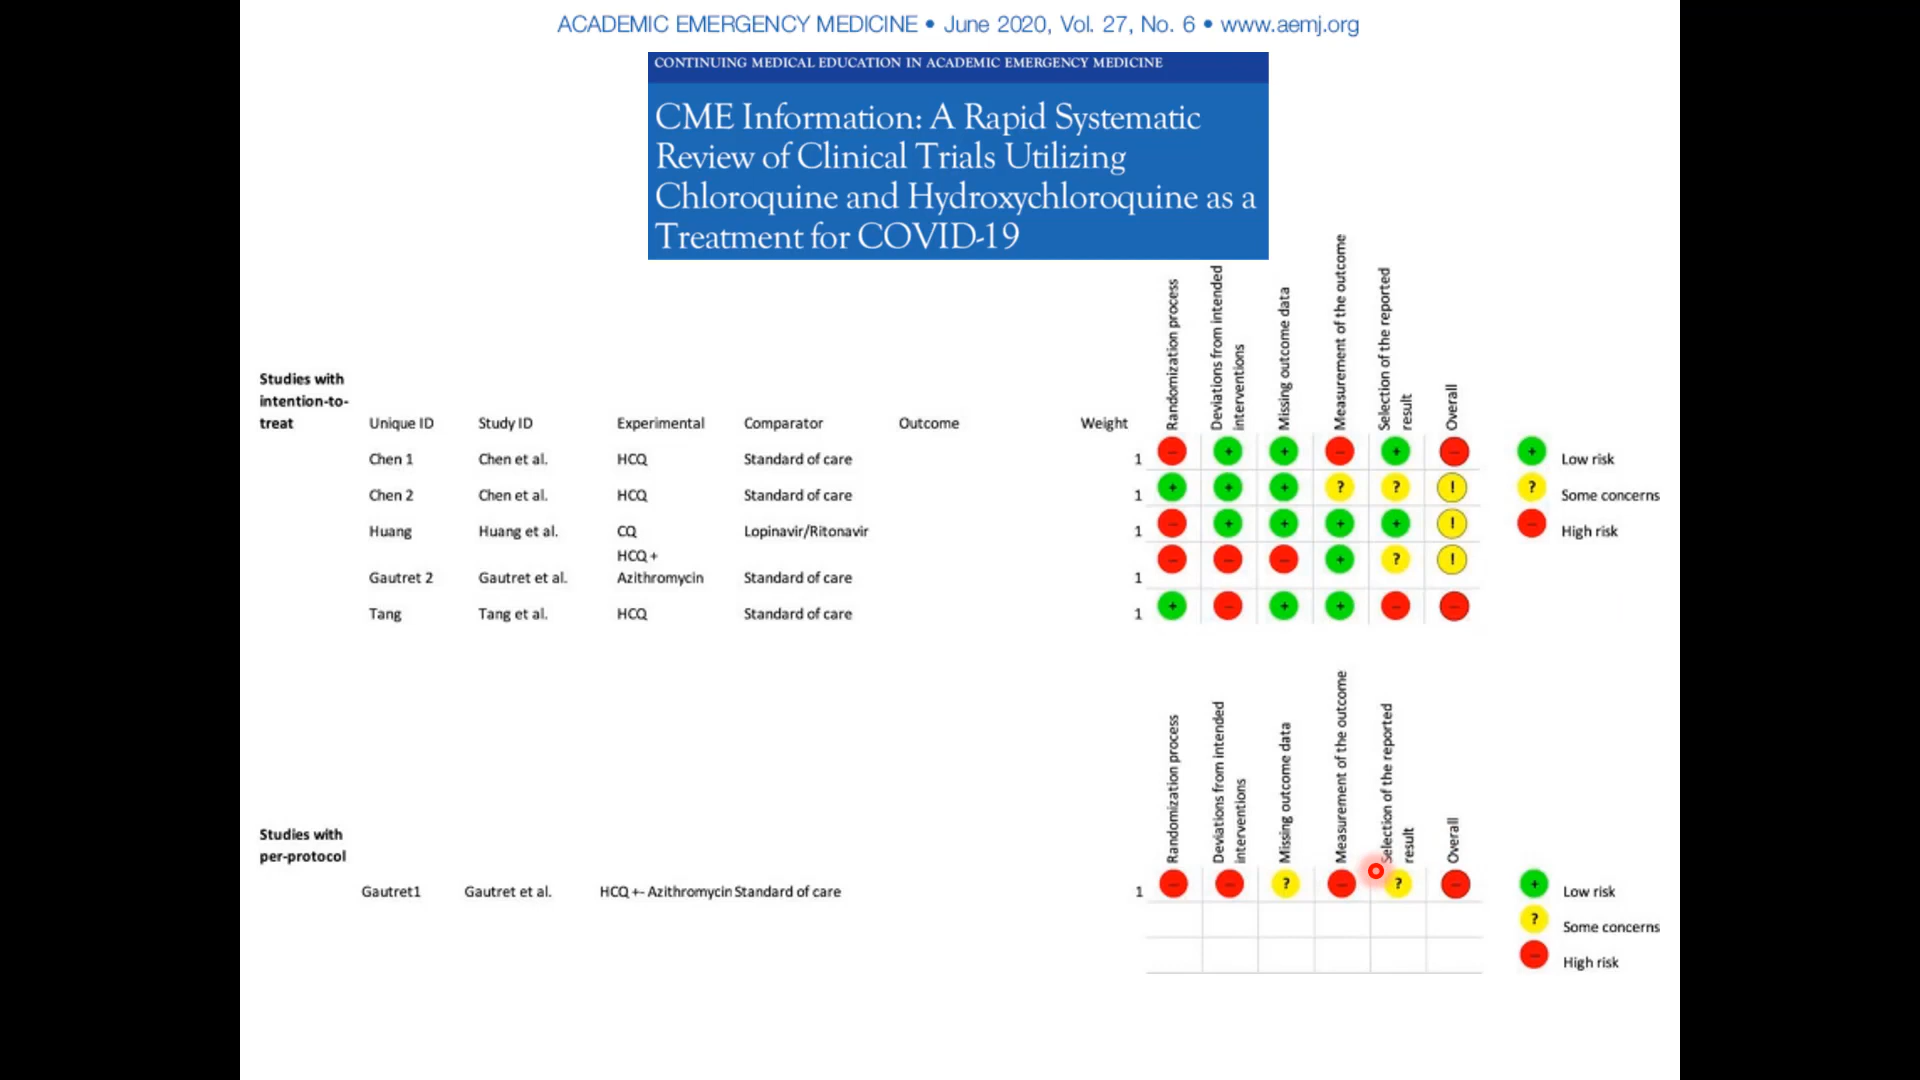 ACADEMIC EMERGENCY MEDICINE • June 2020, Vol. 27, No. 6 • www.aemj.org
CONTINUING MEDICAL EDUCATION IN ACADEMIC EMERGENCY MEDICINE
CME Information: A Rapid Systematic
Review of Clinical Trials Utilizing
Chloroquine and Hydroxychloroquine as a
Treatment for COVID-19
Studies with
intention-to-
treat
Unique ID Study ID Experimental Comparator Outcome Weight
Randomization process
Deviations from intended
interventions
Missing outcome data
Measurement of the outcome
Selection of the reported
result
Overall
Chen 1 Chen et al. HCQ Standard of care 1 - + + - + -
Chen 2 Chen et al. HCQ Standard of care 1 + + + ? ? !
Huang Huang et al. CQ Lopinavir/Ritonavir 1 - + + + + !
HCQ +
Gautret 2 Gautret et al. Azithromycin Standard of care 1 - - - + ? !
Tang Tang et al. HCQ Standard of care 1 + - + + - -
+ Low risk
? Some concerns
- High risk
Studies with
per-protocol
Randomization process
Deviations from intended
interventions
Missing outcome data
Measurement of the outcome
Selection of the reported
result
Overall
Gautret1 Gautret et al. HCQ +- Azithromycin Standard of care 1 - - ? - ? -
+ Low risk
? Some concerns
- High risk